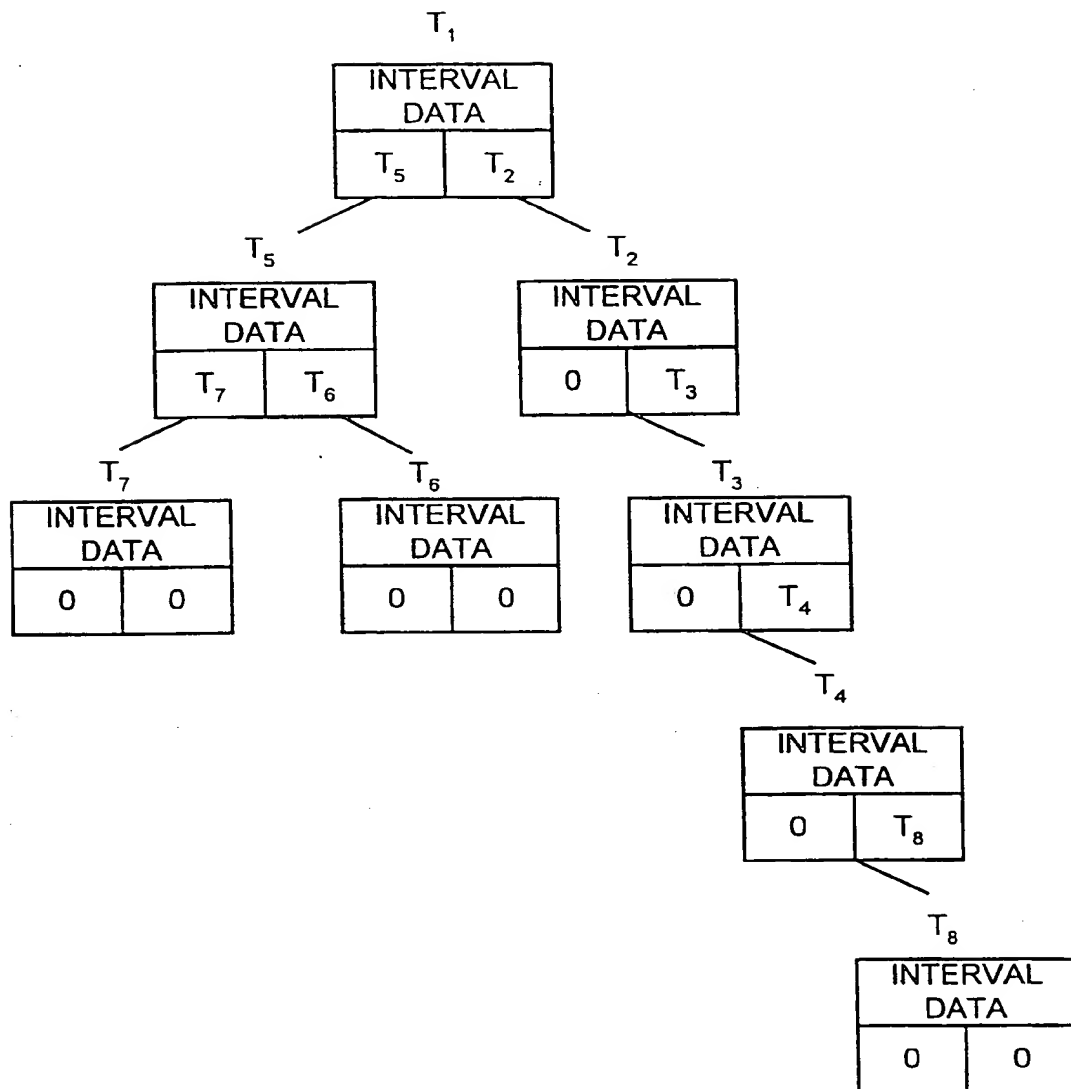 T₁
INTERVAL
DATA
T₅ T₂
T₅
INTERVAL
DATA
T₇ T₆
T₂
INTERVAL
DATA
0 T₃
T₇
INTERVAL
DATA
0 0
T₆
INTERVAL
DATA
0 0
T₃
INTERVAL
DATA
0 T₄
T₄
INTERVAL
DATA
0 T₈
T₈
INTERVAL
DATA
0 0